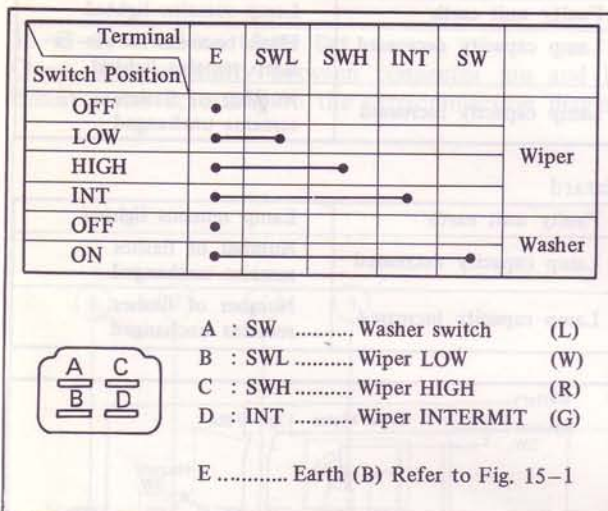 Terminal
E SWL SWH INT SW
Switch Position
OFF
LOW
HIGH
Wiper
INT
OFF
Washer
ON
A SW .......... Washer switch (L)
B : SWL .......... Wiper LOW (W)
C : SWH .......... Wiper HIGH (R)
D : INT .......... Wiper INTERMIT (G)
A C
B D
E ............ Earth (B) Refer to Fig. 15–1